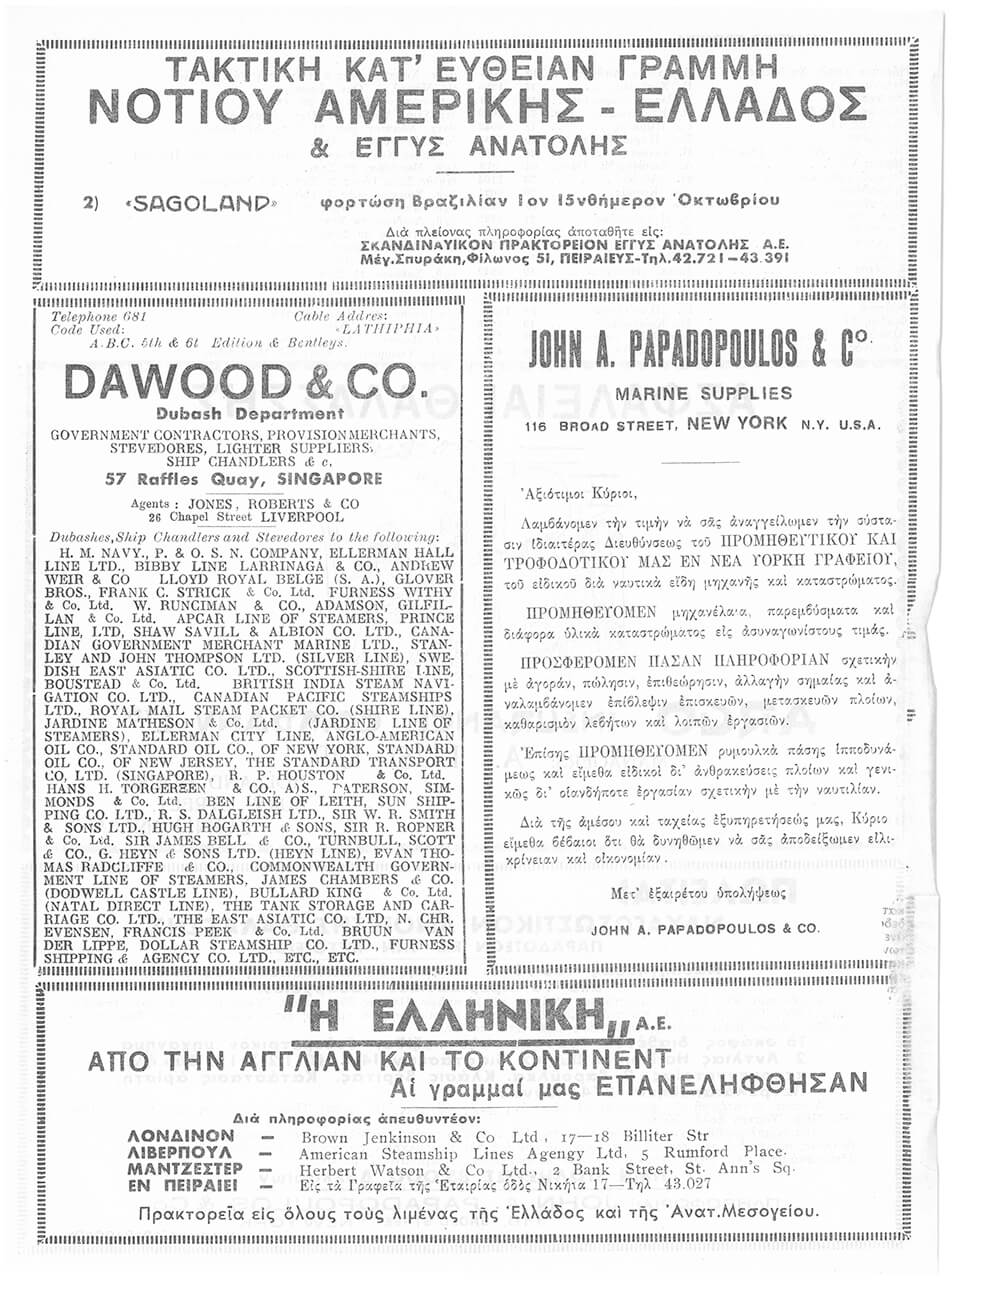 ΤΑΚΤΙΚΗ ΚΑΤ’ ΕΥΘΕΙΑΝ ΓΡΑΜΜΗ
ΝΟΤΙΟΥ ΑΜΕΡΙΚΗΣ - ΕΛΛΑΔΟΣ
& ΕΓΓΥΣ ΑΝΑΤΟΛΗΣ
2) «SAGOLAND» φορτώση Βραζιλίαν 1ον 15νθήμερον Ὀκτωβρίου
Διὰ πλείονας πληροφορίας ἀποταθῆτε εἰς:
ΣΚΑΝΔΙΝΑΥΙΚΟΝ ΠΡΑΚΤΟΡΕΙΟΝ ΕΓΓΥΣ ΑΝΑΤΟΛΗΣ Α.Ε.
Μέγ.Σπυράκη,Φίλωνος 51, ΠΕΙΡΑΙΕΥΣ-Τηλ.42.721-43.391
Telephone 681 Cable Addres:
Code Used: «LATHIPHIA»
A.B.C. 5th & 6t Edition & Bentleys.
DAWOOD & CO.
Dubash Department
GOVERNMENT CONTRACTORS, PROVISION MERCHANTS,
STEVEDORES, LIGHTER SUPPLIERS,
SHIP CHANDLERS & c.
57 Raffles Quay, SINGAPORE
Agents : JONES, ROBERTS & CO
26 Chapel Street LIVERPOOL
Dubashes,Ship Chandlers and Stevedores to the following:
H. M. NAVY., P. & O. S. N. COMPANY, ELLERMAN HALL
LINE LTD., BIBBY LINE LARRINAGA & CO., ANDREW
WEIR & CO LLOYD ROYAL BELGE (S. A.), GLOVER
BROS., FRANK C. STRICK & Co. Ltd. FURNESS WITHY
& Co. Ltd. W. RUNCIMAN & CO., ADAMSON, GILFIL-
LAN & Co. Ltd. APCAR LINE OF STEAMERS, PRINCE
LINE, LTD, SHAW SAVILL & ALBION CO. LTD., CANA-
DIAN GOVERNMENT MERCHANT MARINE LTD., STAN-
LEY AND JOHN THOMPSON LTD. (SILVER LINE), SWE-
DISH EAST ASIATIC CO. LTD., SCOTTISH-SHIRE LINE,
BOUSTEAD & Co. Ltd. BRITISH INDIA STEAM NAVI-
GATION CO. LTD., CANADIAN PACIFIC STEAMSHIPS
LTD., ROYAL MAIL STEAM PACKET CO. (SHIRE LINE),
JARDINE MATHESON & Co. Ltd. (JARDINE LINE OF
STEAMERS), ELLERMAN CITY LINE, ANGLO-AMERICAN
OIL CO., STANDARD OIL CO., OF NEW YORK, STANDARD
OIL CO., OF NEW JERSEY, THE STANDARD TRANSPORT
CO, LTD. (SINGAPORE), R. P. HOUSTON & Co. Ltd.
HANS H. TORGERZEN & CO., A)S., PATERSON, SIM-
MONDS & Co. Ltd. BEN LINE OF LEITH, SUN SHIP-
PING CO. LTD., R. S. DALGLEISH LTD., SIR W. R. SMITH
& SONS LTD., HUGH HOGARTH & SONS, SIR R. ROPNER
& Co. Ltd. SIR JAMES BELL & CO., TURNBULL, SCOTT
& CO., G. HEYN & SONS LTD. (HEYN LINE), EVAN THO-
MAS RADCLIFFE & CO., COMMONWEALTH GOVERN-
MENT LINE OF STEAMERS, JAMES CHAMBERS & CO.
(DODWELL CASTLE LINE), BULLARD KING & Co. Ltd.
(NATAL DIRECT LINE), THE TANK STORAGE AND CAR-
RIAGE CO. LTD., THE EAST ASIATIC CO. LTD, N. CHR.
EVENSEN, FRANCIS PEEK & Co. Ltd. BRUUN VAN
DER LIPPE, DOLLAR STEAMSHIP CO. LTD., FURNESS
SHIPPING & AGENCY CO. LTD., ETC., ETC.
JOHN A. PAPADOPOULOS & Cº.
MARINE SUPPLIES
116 BROAD STREET, NEW YORK N.Y. U.S.A.
Ἀξιότιμοι Κύριοι,
Λαμβάνομεν τὴν τιμὴν νὰ σᾶς ἀναγγείλωμεν τὴν σύστα-
σιν ἰδιαιτέρας Διευθύνσεως τοῦ ΠΡΟΜΗΘΕΥΤΙΚΟΥ ΚΑΙ
ΤΡΟΦΟΔΟΤΙΚΟΥ ΜΑΣ ΕΝ ΝΕΑ ΥΟΡΚΗ ΓΡΑΦΕΙΟΥ,
τοῦ εἰδικοῦ διὰ ναυτικὰ εἴδη μηχανῆς καὶ καταστρώματος.
ΠΡΟΜΗΘΕΥΟΜΕΝ μηχανέλαια, παρεμβύσματα καὶ
διάφορα ὑλικὰ καταστρώματος εἰς ἀσυναγωνίστους τιμάς.
ΠΡΟΣΦΕΡΟΜΕΝ ΠΑΣΑΝ ΠΛΗΡΟΦΟΡΙΑΝ σχετικὴν
μὲ ἀγοράν, πώλησιν, ἐπιθεώρησιν, ἀλλαγὴν σημαίας καὶ ἀ-
ναλαμβάνομεν ἐπίβλεψιν ἐπισκευῶν, μετασκευῶν πλοίων,
καθαρισμὸν λεβήτων καὶ λοιπῶν ἐργασιῶν.
Ἐπίσης ΠΡΟΜΗΘΕΥΟΜΕΝ ρυμουλκὰ πάσης ἱπποδυνά-
μεως καὶ εἴμεθα εἰδικοὶ δι’ ἀνθρακεύσεις πλοίων καὶ γενι-
κῶς δι’ οἱανδήποτε ἐργασίαν σχετικὴν μὲ τὴν ναυτιλίαν.
Διὰ τῆς ἀμέσου καὶ ταχείας ἐξυπηρετήσεώς μας, Κύριο
εἴμεθα βέβαιοι ὅτι θὰ δυνηθῶμεν νὰ σᾶς ἀποδείξωμεν εἰλι-
κρίνειαν καὶ οἰκονομίαν.
Μετ’ ἐξαιρέτου ὑπολήψεως
JOHN A. PAPADOPOULOS & CO.
"Η ΕΛΛΗΝΙΚΗ„ Α.Ε.
ΑΠΟ ΤΗΝ ΑΓΓΛΙΑΝ ΚΑΙ ΤΟ ΚΟΝΤΙΝΕΝΤ
Αἱ γραμμαί μας ΕΠΑΝΕΛΗΦΘΗΣΑΝ
Διὰ πληροφορίας ἀπευθυντέον:
ΛΟΝΔΙΝΟΝ — Brown Jenkinson & Co Ltd , 17—18 Billiter Str
ΛΙΒΕΡΠΟΥΛ — American Steamship Lines Agengy Ltd, 5 Rumford Place.
ΜΑΝΤΖΕΣΤΕΡ — Herbert Watson & Co Ltd., 2 Bank Street, St. Ann's Sq.
ΕΝ ΠΕΙΡΑΙΕΙ — Εἰς τὰ Γραφεῖα τῆς Ἑταιρίας ὁδὸς Νικήτα 17—Τηλ 43.027
Πρακτορεῖα εἰς ὅλους τοὺς λιμένας τῆς Ἑλλάδος καὶ τῆς Ἀνατ.Μεσογείου.